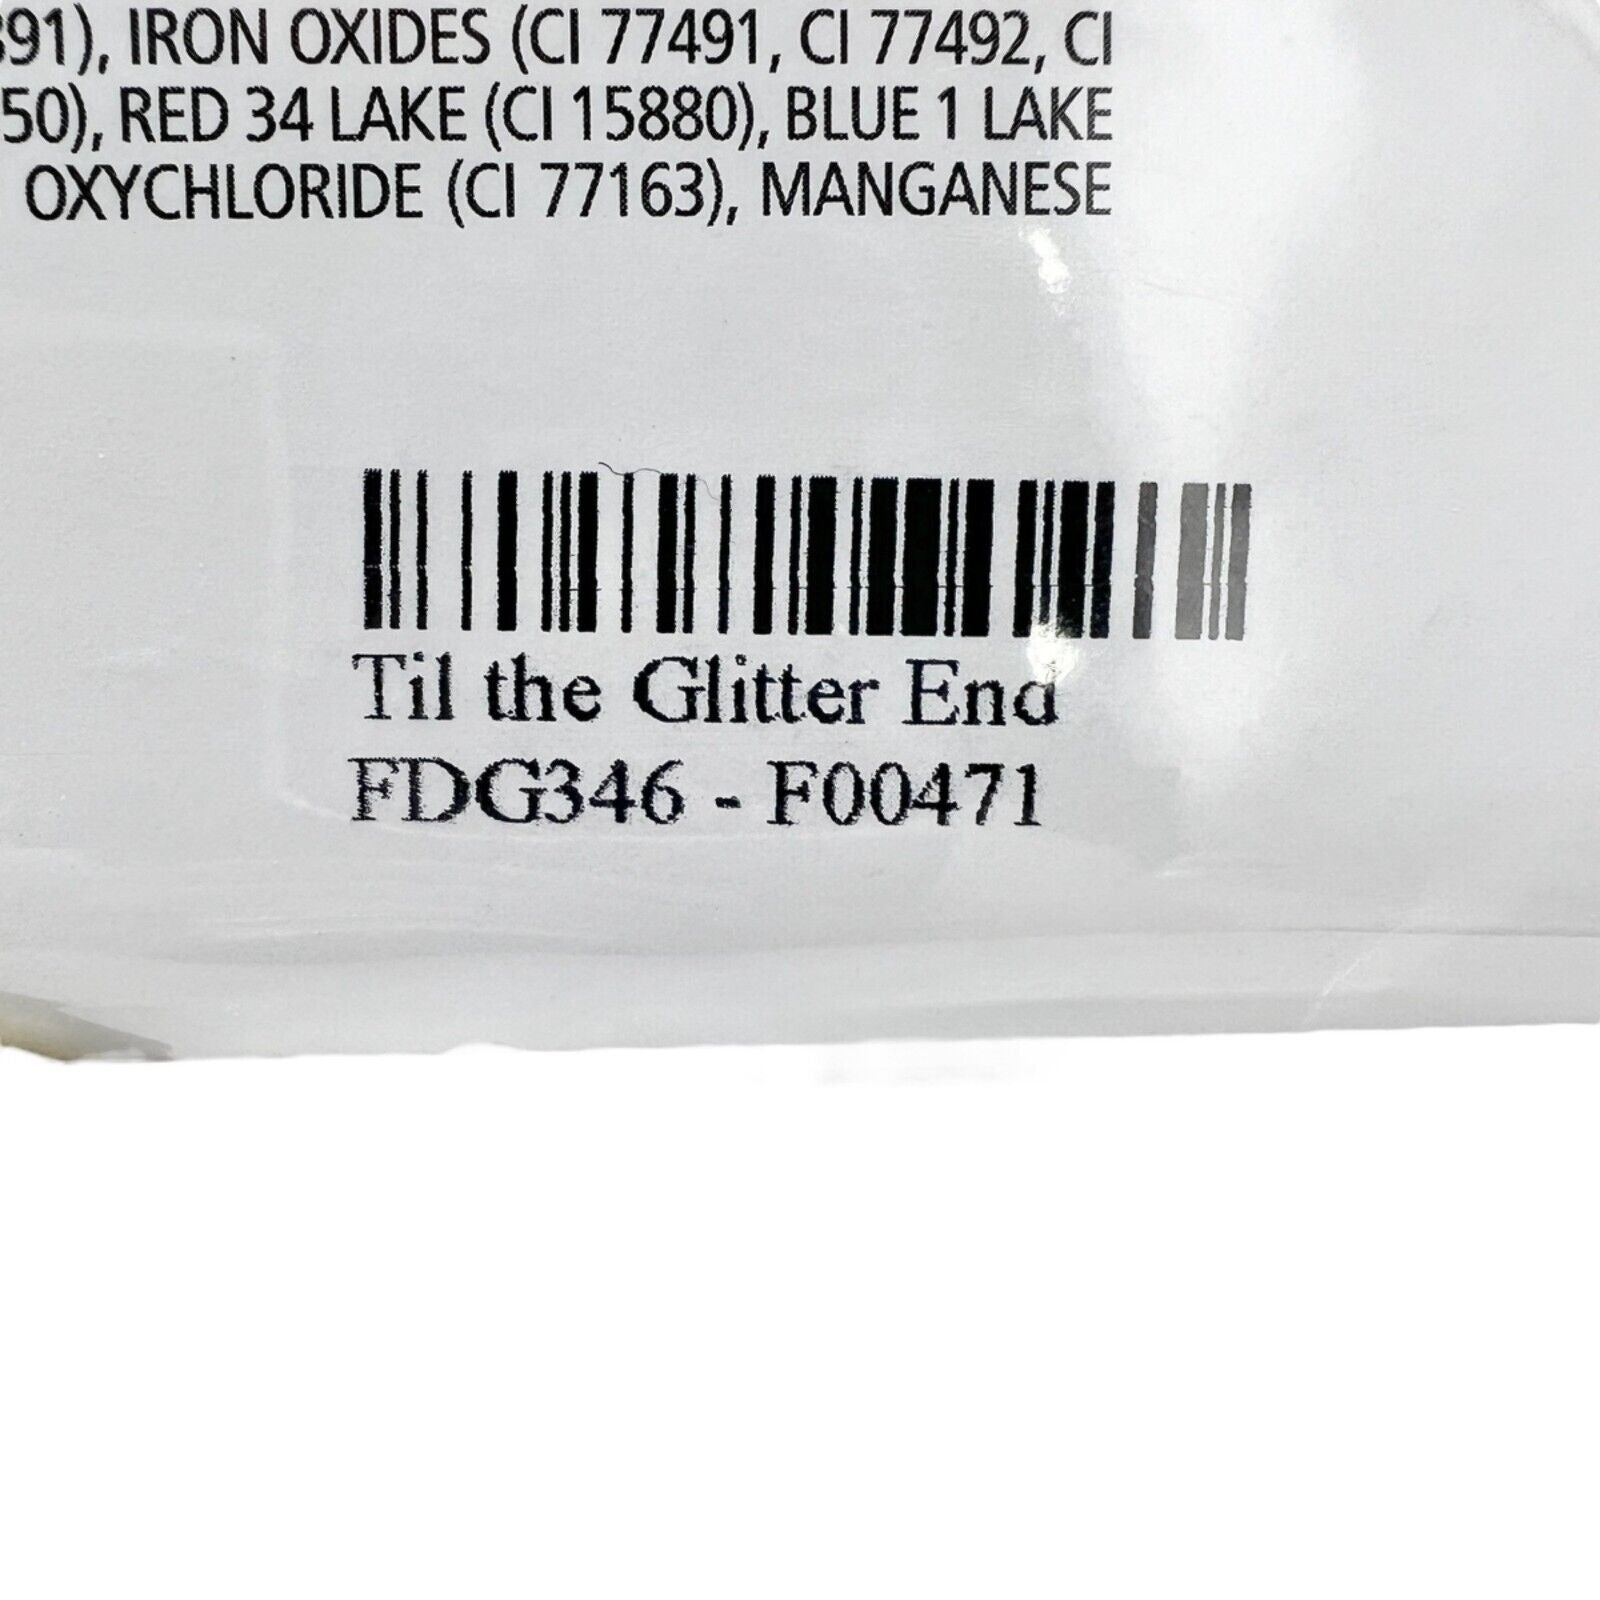 891), IRON OXIDES (CI 77491, CI 77492, CI
50), RED 34 LAKE (CI 15880), BLUE 1 LAKE
OXYCHLORIDE (CI 77163), MANGANESE
Til the Glitter End
FDG346 - F00471